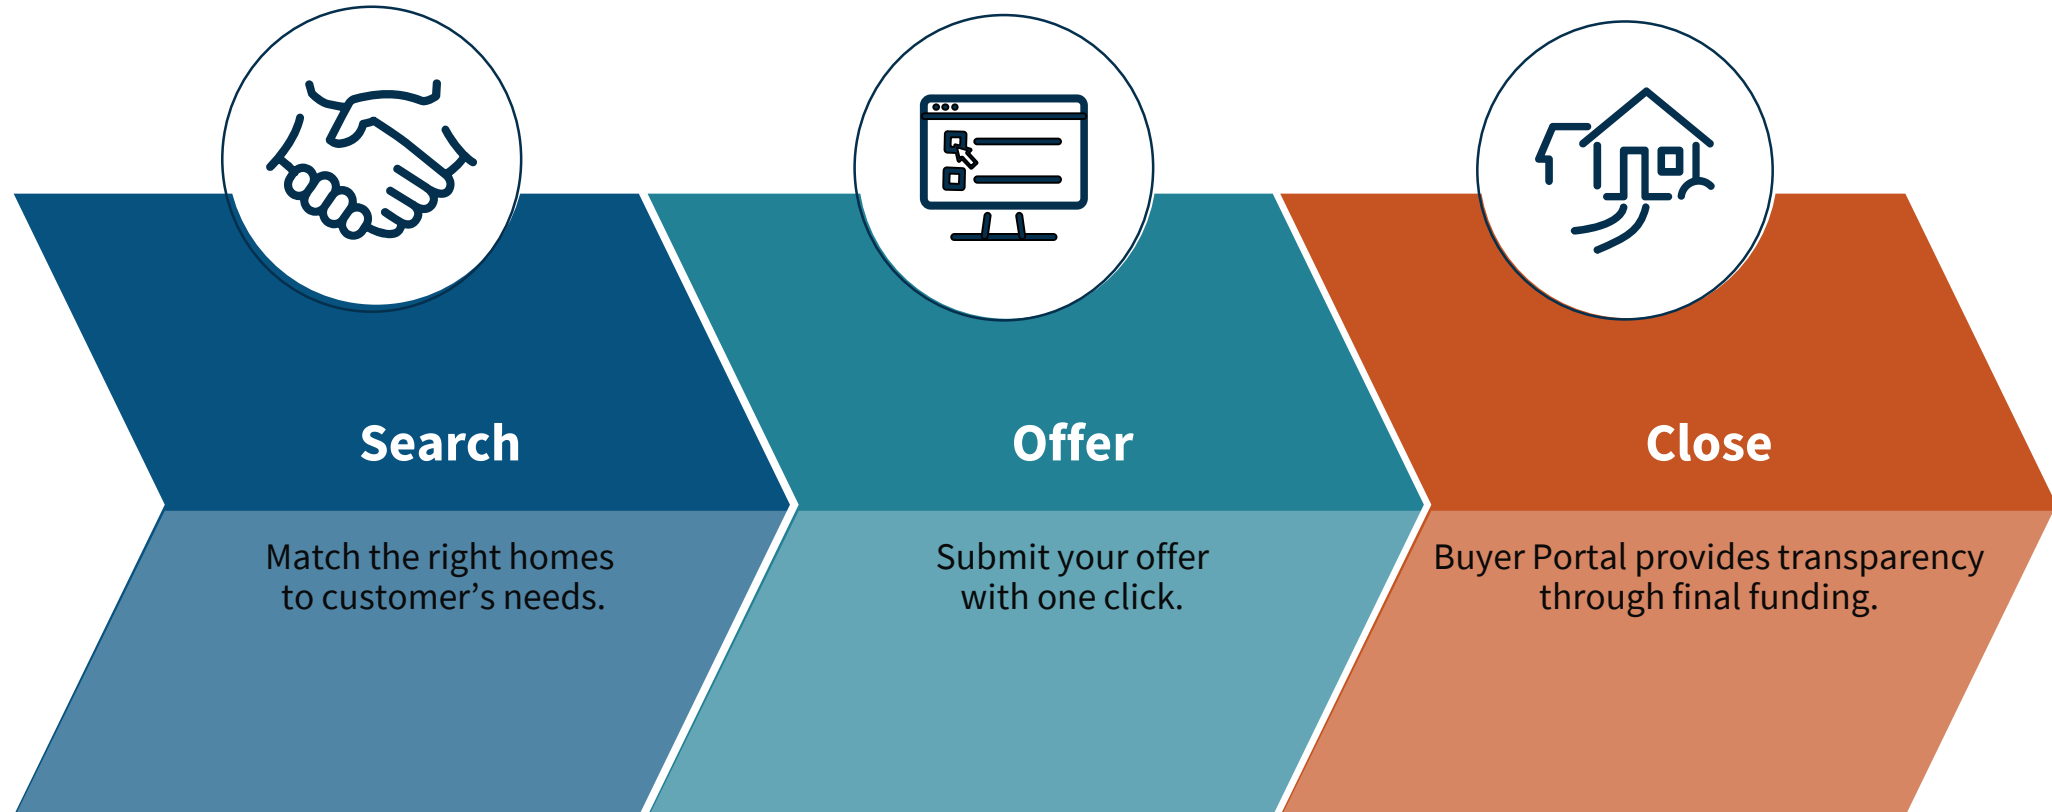 Search
Match the right homes
to customer’s needs.
Offer
Submit your offer
with one click.
Close
Buyer Portal provides transparency
through final funding.